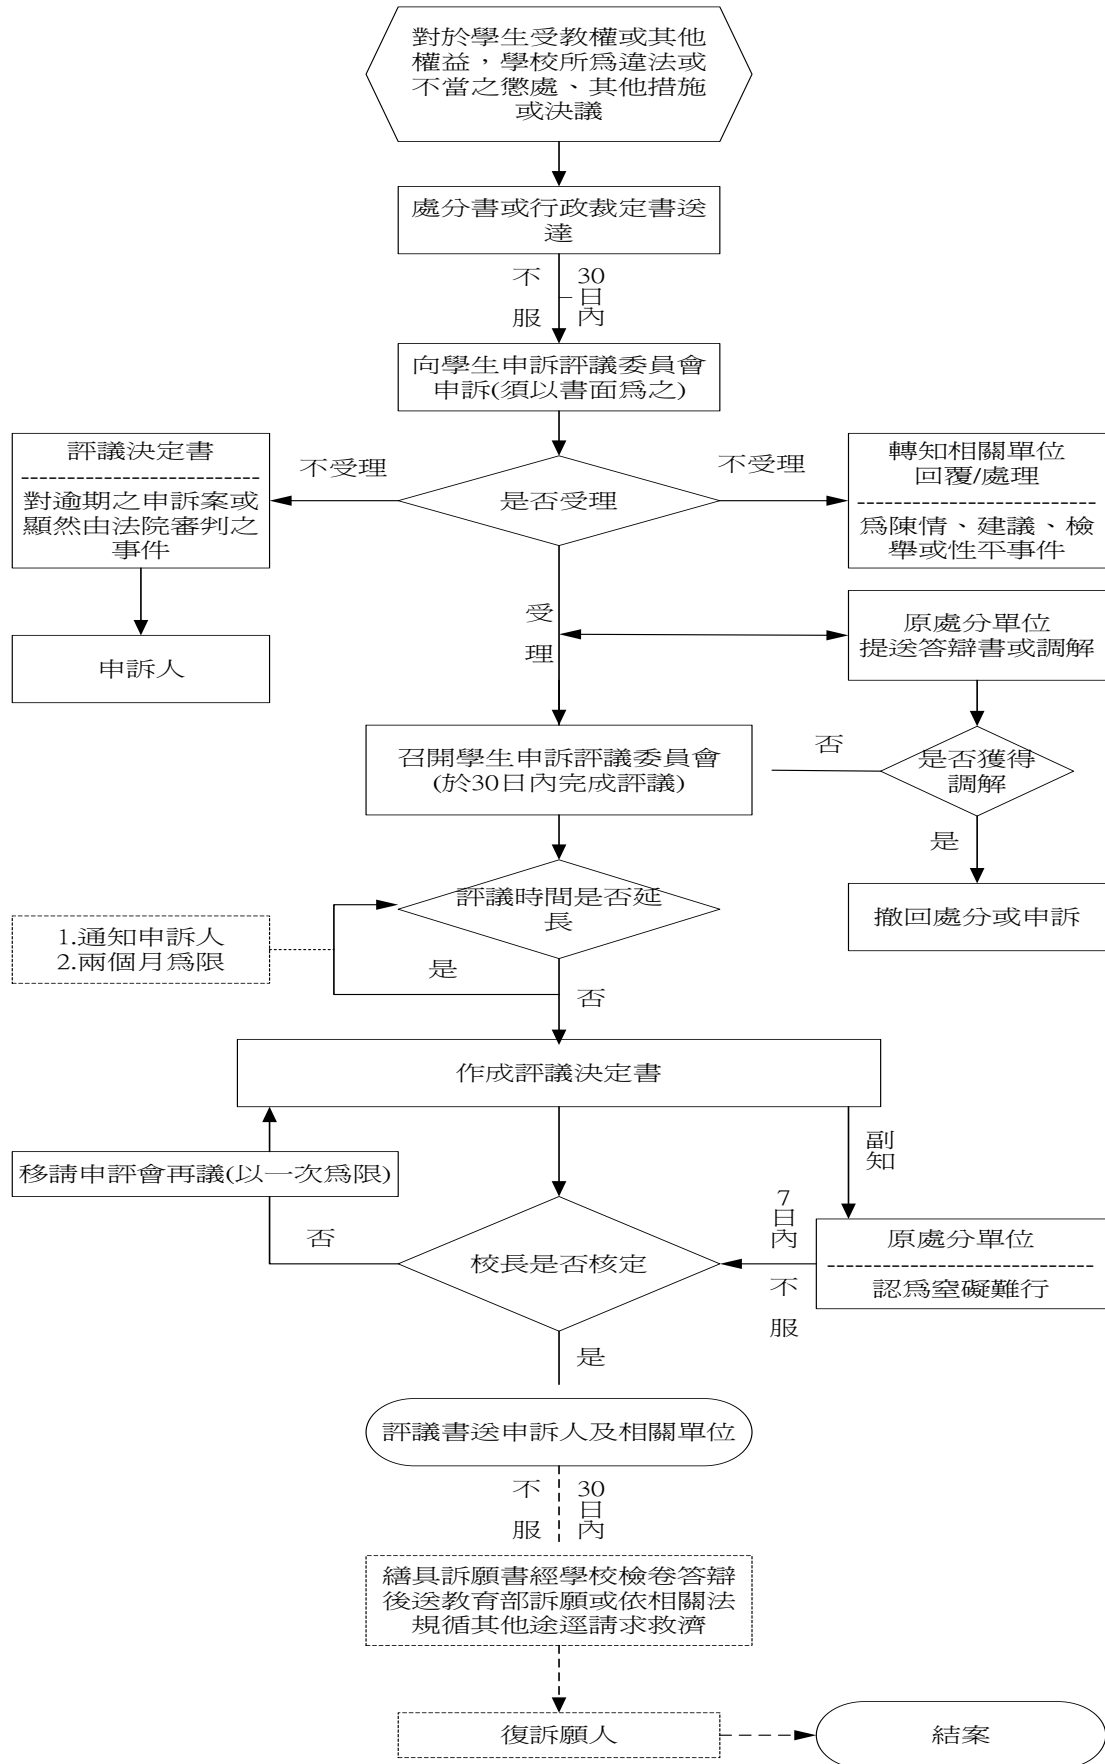 對於學生受教權或其他
權益，學校所為違法或
不當之懲處、其他措施
或決議
處分書或行政裁定書送
達
不服
30日內
向學生申訴評議委員會
申訴(須以書面為之)
評議決定書
對逾期之申訴案或
顯然由法院審判之
事件
不受理
是否受理
不受理
轉知相關單位
回覆/處理
為陳情、建議、檢
舉或性平事件
申訴人
受理
原處分單位
提送答辯書或調解
召開學生申訴評議委員會
(於30日內完成評議)
否
是否獲得
調解
是
撤回處分或申訴
評議時間是否延
長
1.通知申訴人
2.兩個月為限
是
否
作成評議決定書
副知
移請申評會再議(以一次為限)
否
校長是否核定
7日內
不服
原處分單位
認為窒礙難行
是
評議書送申訴人及相關單位
不服
30日內
繕具訴願書經學校檢卷答辯
後送教育部訴願或依相關法
規循其他途逕請求救濟
復訴願人
結案